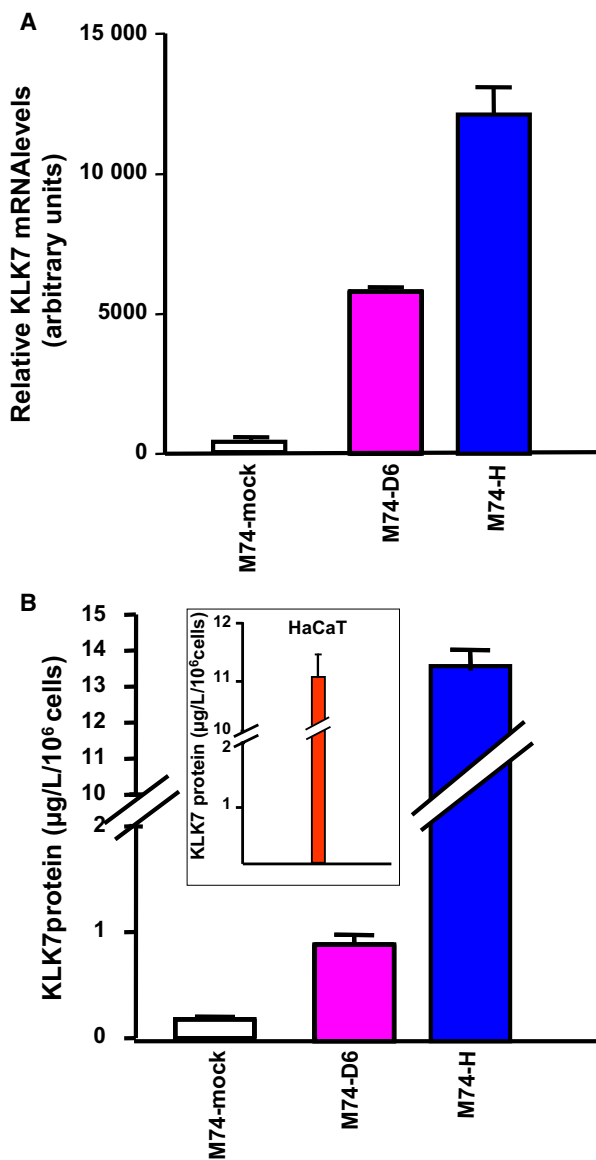 A
Relative KLK7 mRNAlevels
(arbitrary units)
15 000
10 000
5000
0
M74-mock
M74-D6
M74-H
B
KLK7protein (µg/L/10⁶ cells)
15
14
13
12
11
10
2
1
0
HaCaT
KLK7 protein (µg/L/10⁶cells)
12
11
10
2
1
M74-mock
M74-D6
M74-H